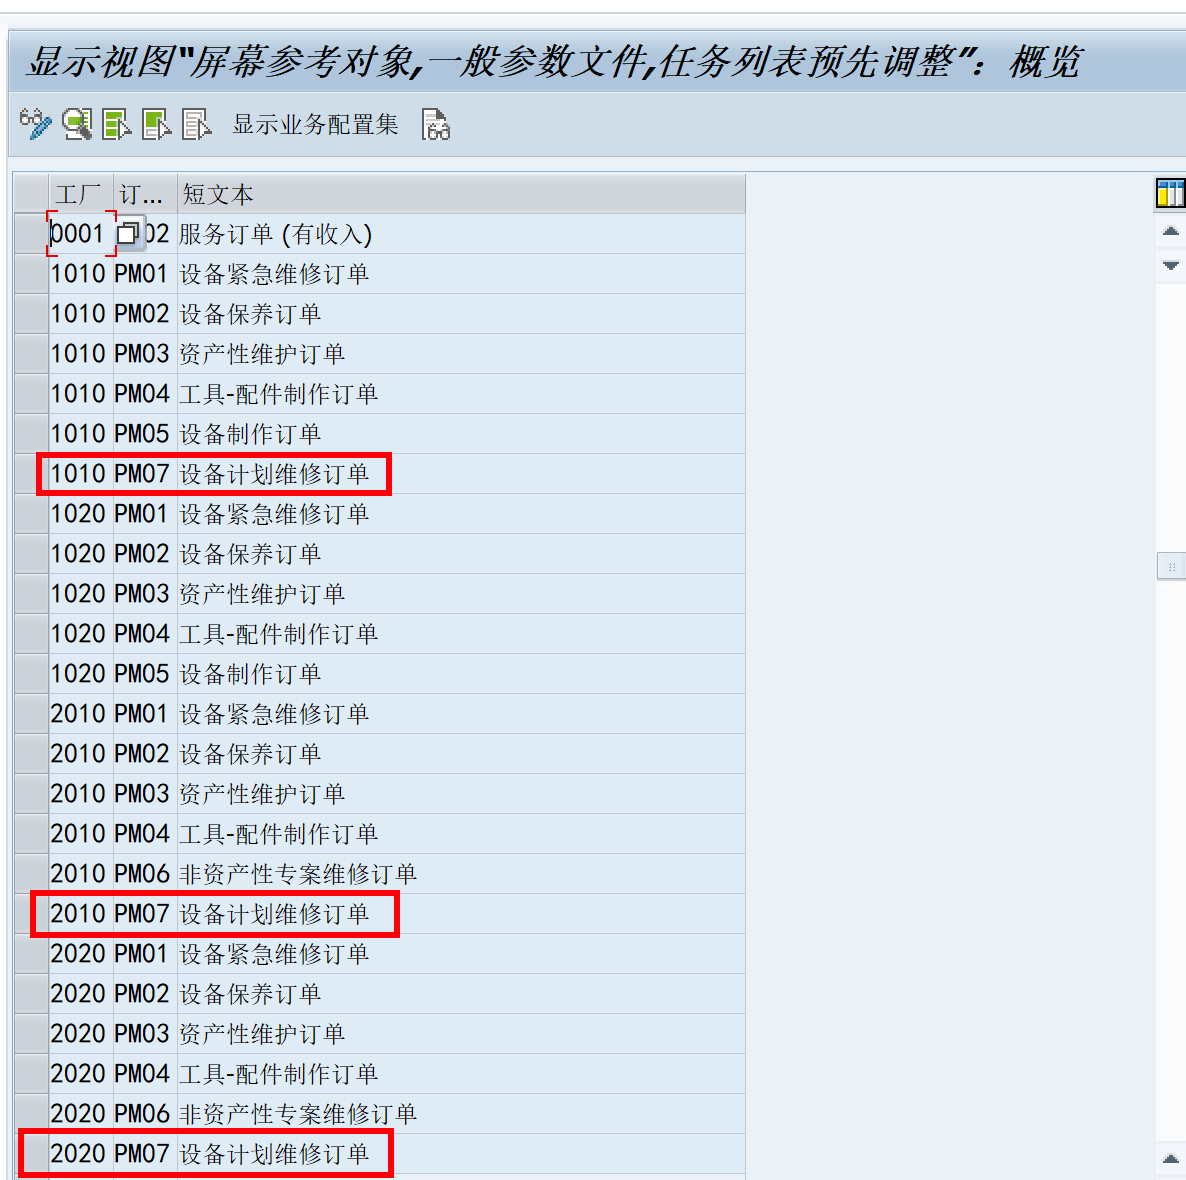 显示视图"屏幕参考对象,一般参数文件,任务列表预先调整"：概览
显示业务配置集
工厂 订... 短文本
0001 02 服务订单 (有收入)
1010 PM01 设备紧急维修订单
1010 PM02 设备保养订单
1010 PM03 资产性维护订单
1010 PM04 工具-配件制作订单
1010 PM05 设备制作订单
1010 PM07 设备计划维修订单
1020 PM01 设备紧急维修订单
1020 PM02 设备保养订单
1020 PM03 资产性维护订单
1020 PM04 工具-配件制作订单
1020 PM05 设备制作订单
2010 PM01 设备紧急维修订单
2010 PM02 设备保养订单
2010 PM03 资产性维护订单
2010 PM04 工具-配件制作订单
2010 PM06 非资产性专案维修订单
2010 PM07 设备计划维修订单
2020 PM01 设备紧急维修订单
2020 PM02 设备保养订单
2020 PM03 资产性维护订单
2020 PM04 工具-配件制作订单
2020 PM06 非资产性专案维修订单
2020 PM07 设备计划维修订单